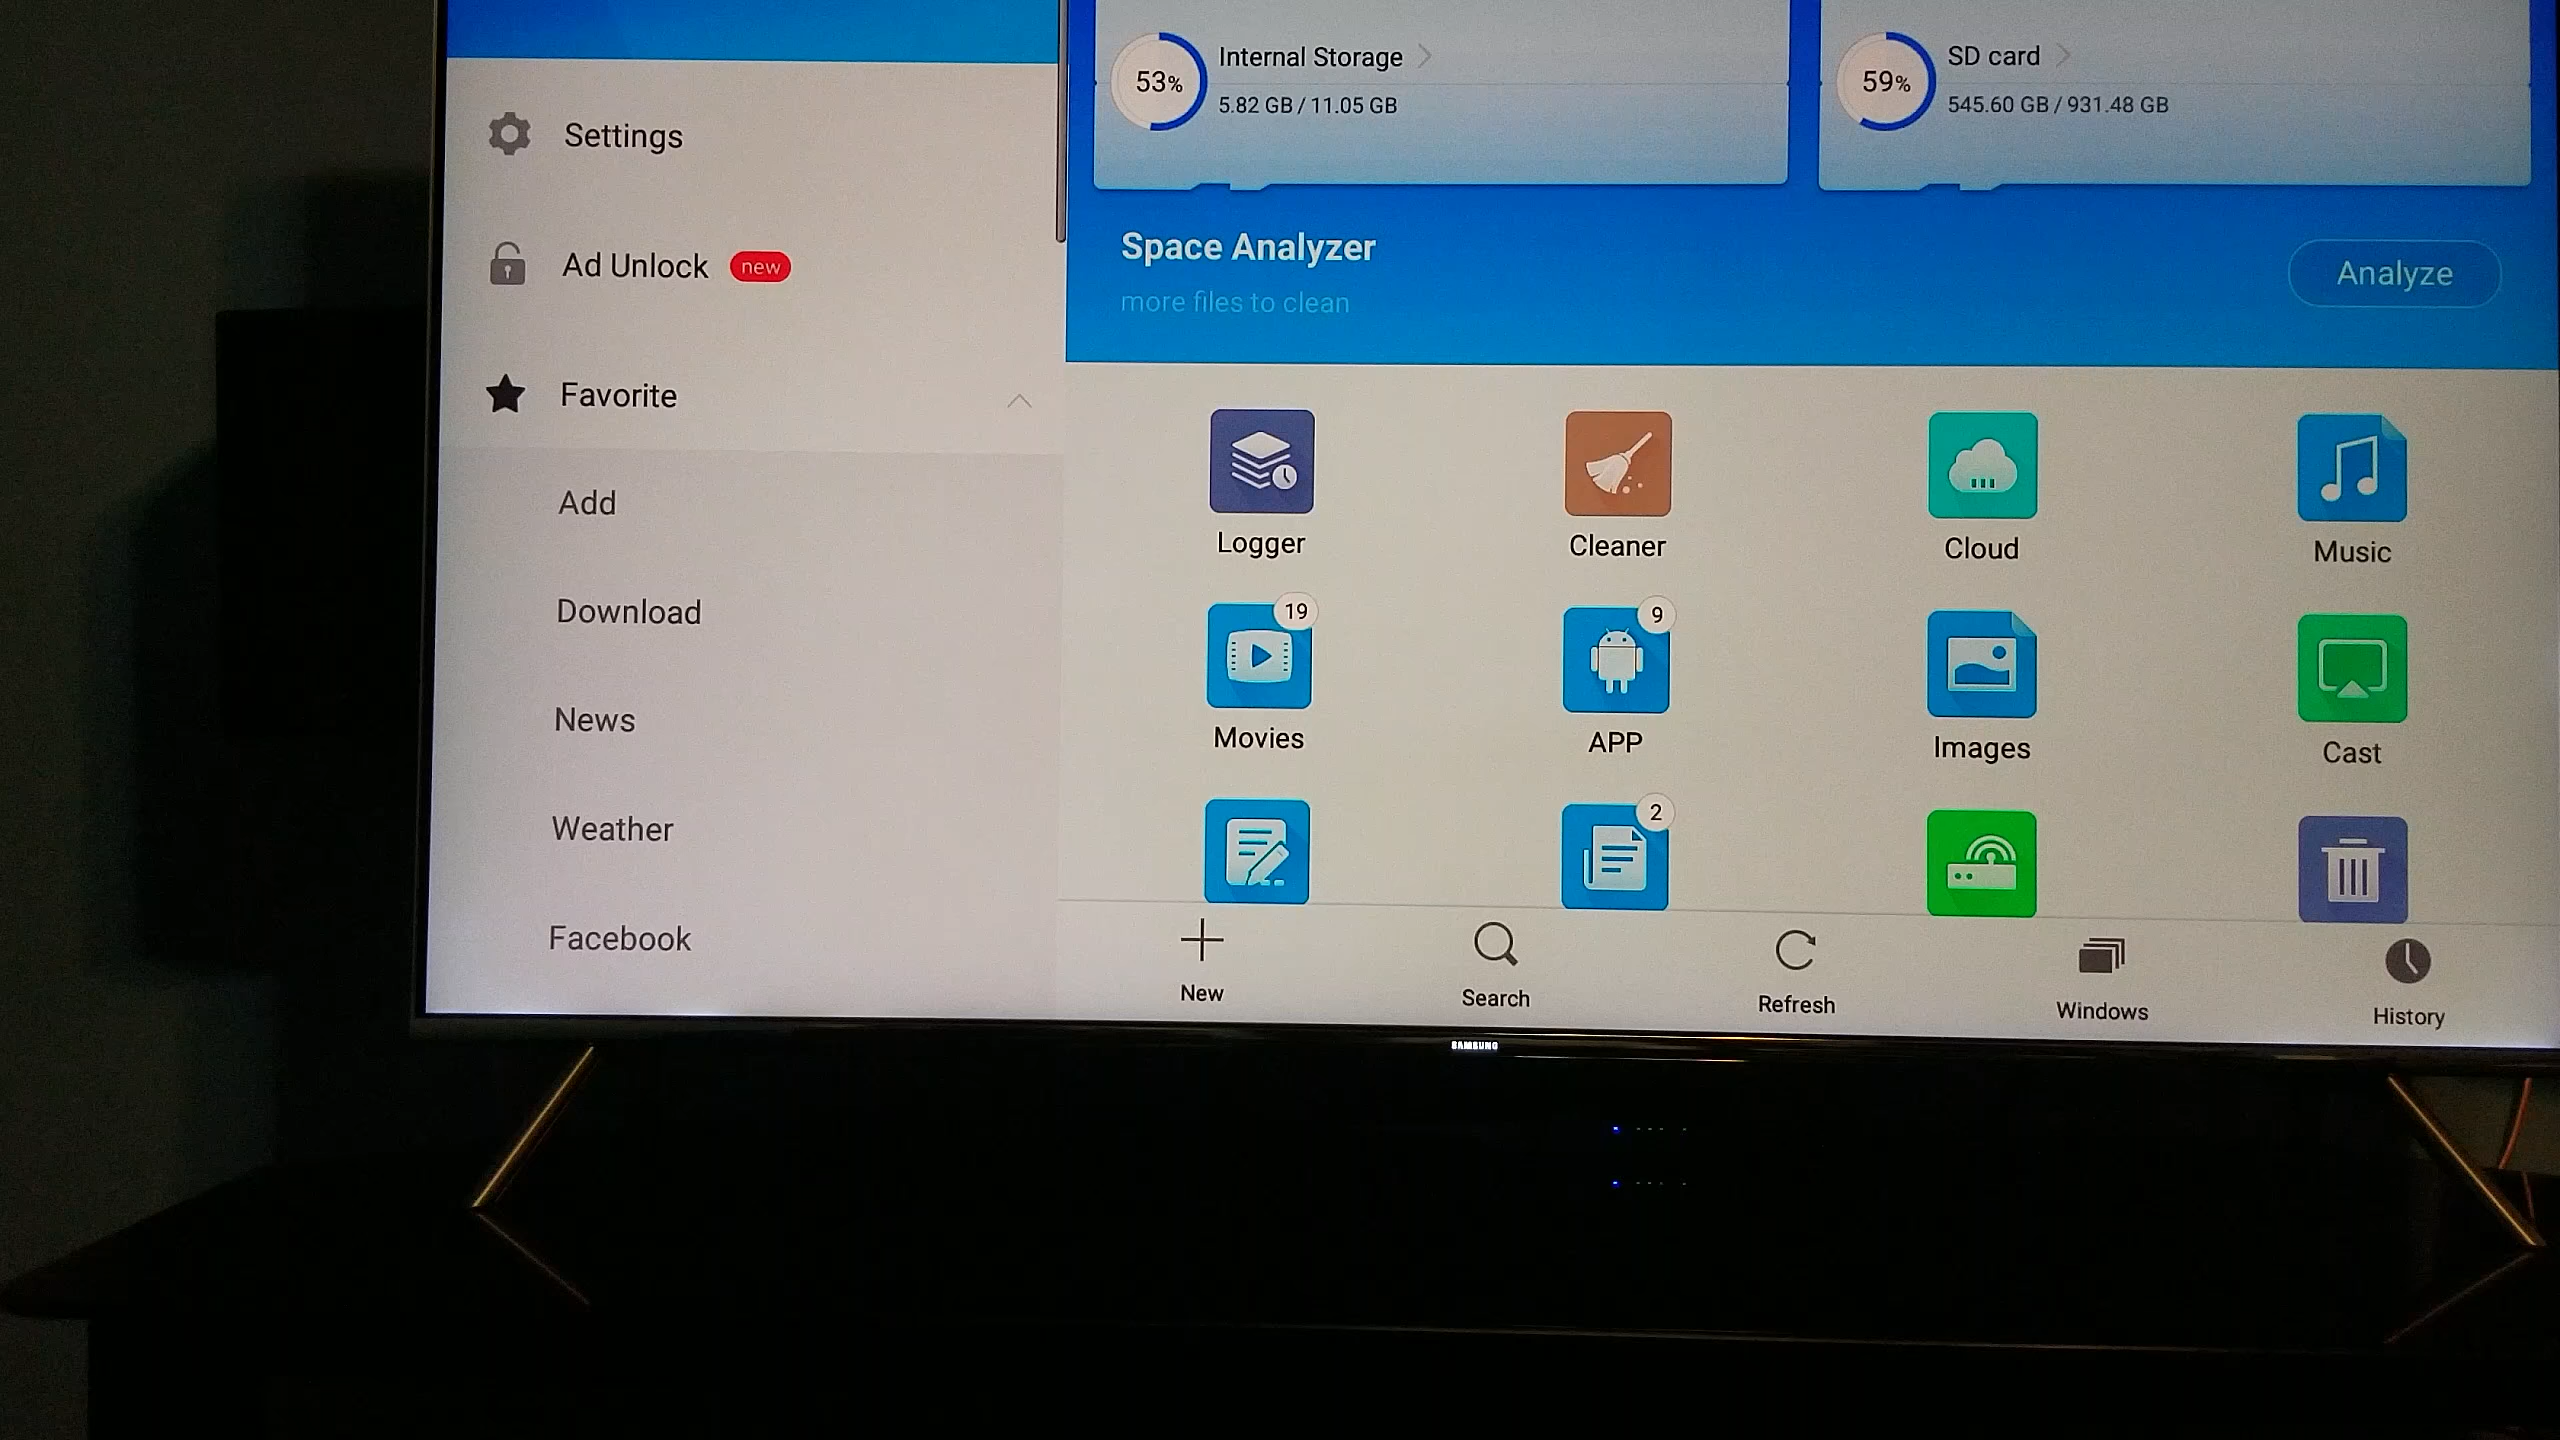 Settings
Ad Unlock new
Favorite
Add
Download
News
Weather
Facebook
53% Internal Storage
5.82 GB / 11.05 GB
59% SD card
545.60 GB / 931.48 GB
Space Analyzer
more files to clean
Analyze
Logger
Cleaner
Cloud
Music
19
9
Movies
APP
Images
Cast
2
New
Search
Refresh
Windows
History
SAMSUNG